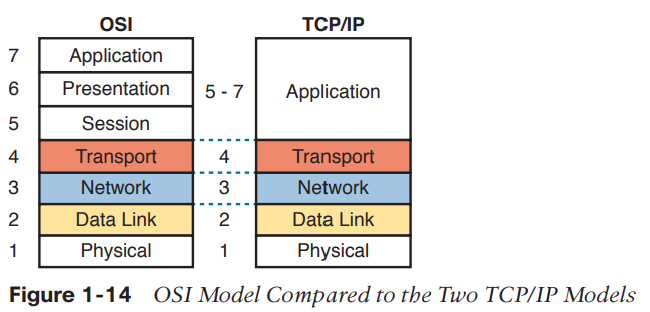 OSI TCP/IP
7 Application
6 Presentation 5 - 7 Application
5 Session
4 Transport 4 Transport
3 Network 3 Network
2 Data Link 2 Data Link
1 Physical 1 Physical
Figure 1-14 OSI Model Compared to the Two TCP/IP Models